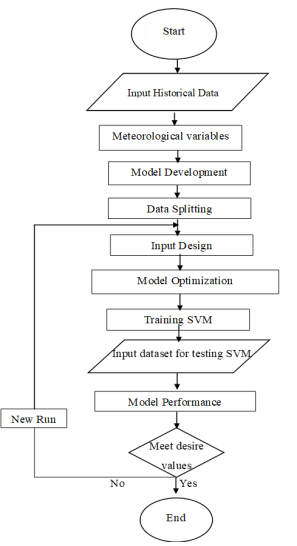 Start
Input Historical Data
Meteorological variables
Model Development
Data Splitting
Input Design
Model Optimization
Training SVM
Input dataset for testing SVM
Model Performance
New Run
Meet desire
values
No
Yes
End